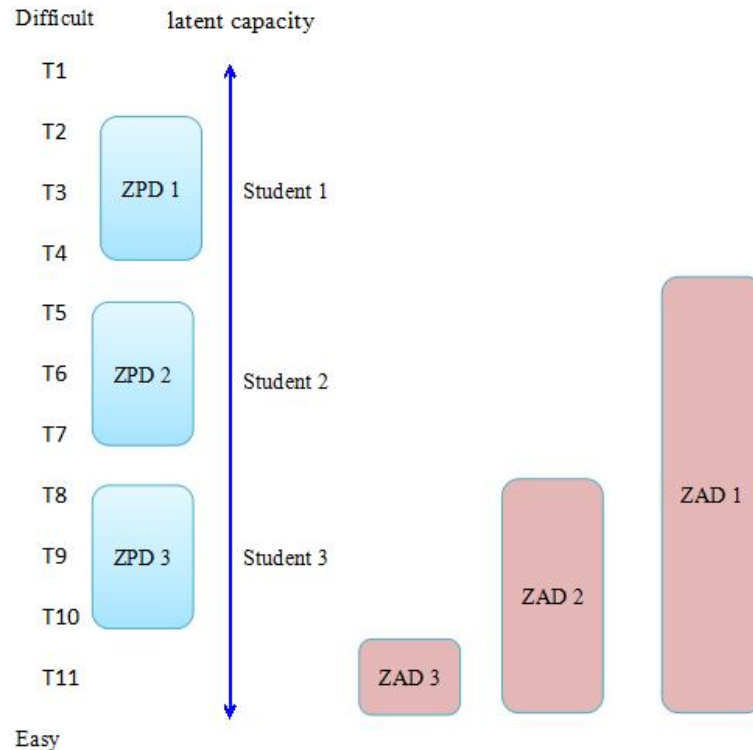 Difficult
latent capacity
T1
T2
ZPD 1
T3
Student 1
T4
T5
ZPD 2
T6
Student 2
T7
T8
ZAD 1
ZPD 3
T9
Student 3
ZAD 2
T10
T11
ZAD 3
Easy